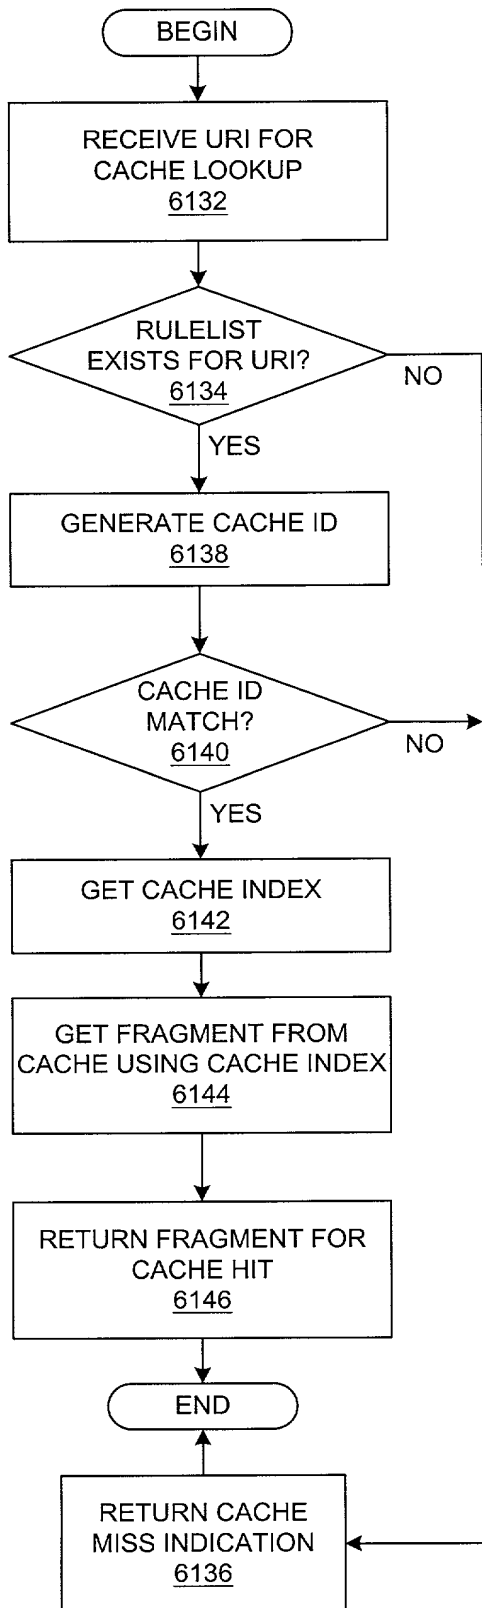 BEGIN
RECEIVE URI FOR
CACHE LOOKUP
6132
RULELIST
EXISTS FOR URI?
6134
NO
YES
GENERATE CACHE ID
6138
CACHE ID
MATCH?
6140
NO
YES
GET CACHE INDEX
6142
GET FRAGMENT FROM
CACHE USING CACHE INDEX
6144
RETURN FRAGMENT FOR
CACHE HIT
6146
END
RETURN CACHE
MISS INDICATION
6136